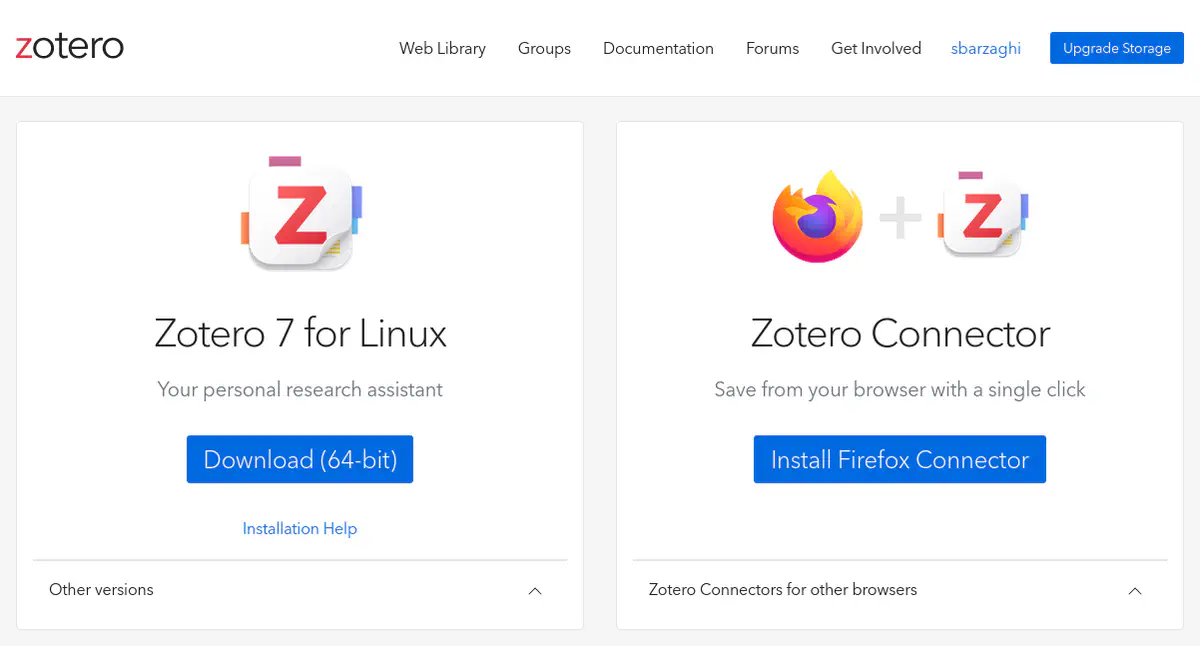 zotero
Web Library
Groups
Documentation
Forums
Get Involved
sbarzaghi
Upgrade Storage
Z
Zotero 7 for Linux
Your personal research assistant
Download (64-bit)
Installation Help
Other versions
Z
Zotero Connector
Save from your browser with a single click
Install Firefox Connector
Zotero Connectors for other browsers